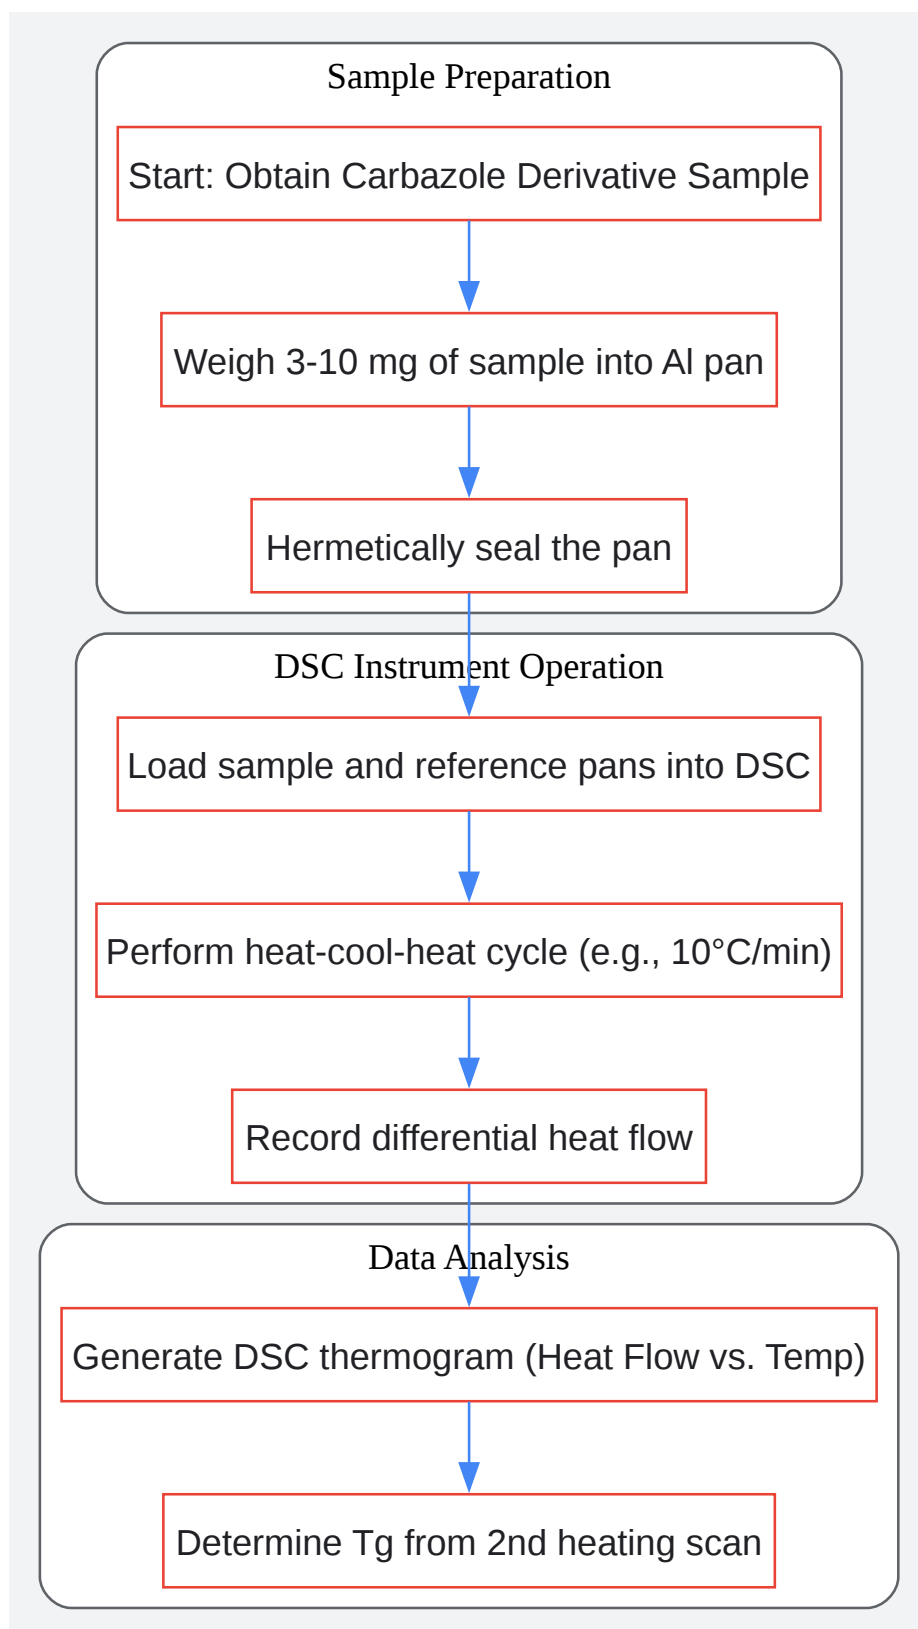 Sample Preparation
Start: Obtain Carbazole Derivative Sample
Weigh 3-10 mg of sample into Al pan
Hermetically seal the pan
DSC Instrument Operation
Load sample and reference pans into DSC
Perform heat-cool-heat cycle (e.g., 10°C/min)
Record differential heat flow
Data Analysis
Generate DSC thermogram (Heat Flow vs. Temp)
Determine Tg from 2nd heating scan